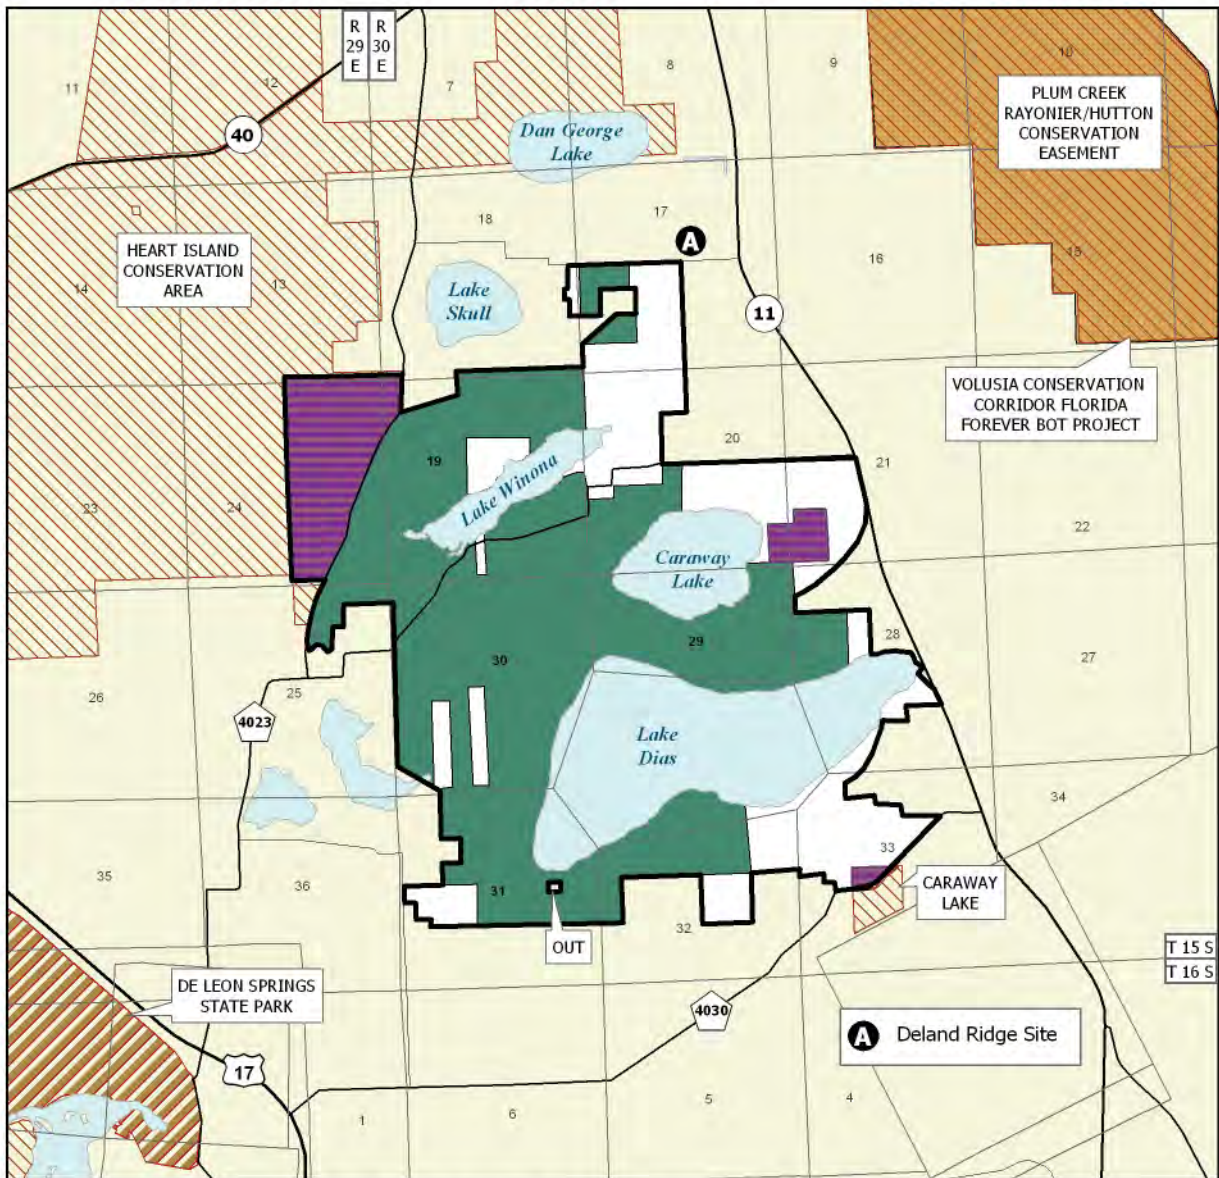 R
29
E
R
30
E
11
12
7
8
9
10
40
Dan George
Lake
PLUM CREEK
RAYONIER/HUTTON
CONSERVATION
EASEMENT
18
17
A
16
15
HEART ISLAND
CONSERVATION
AREA
14
13
Lake
Skull
11
VOLUSIA CONSERVATION
CORRIDOR FLORIDA
FOREVER BOT PROJECT
19
20
21
22
23
24
Lake Winona
Caraway
Lake
26
25
30
29
28
27
4023
Lake
Dias
34
35
36
31
32
33
CARAWAY
LAKE
OUT
T 15 S
T 16 S
DE LEON SPRINGS
STATE PARK
4030
A Deland Ridge Site
17
1
6
5
4